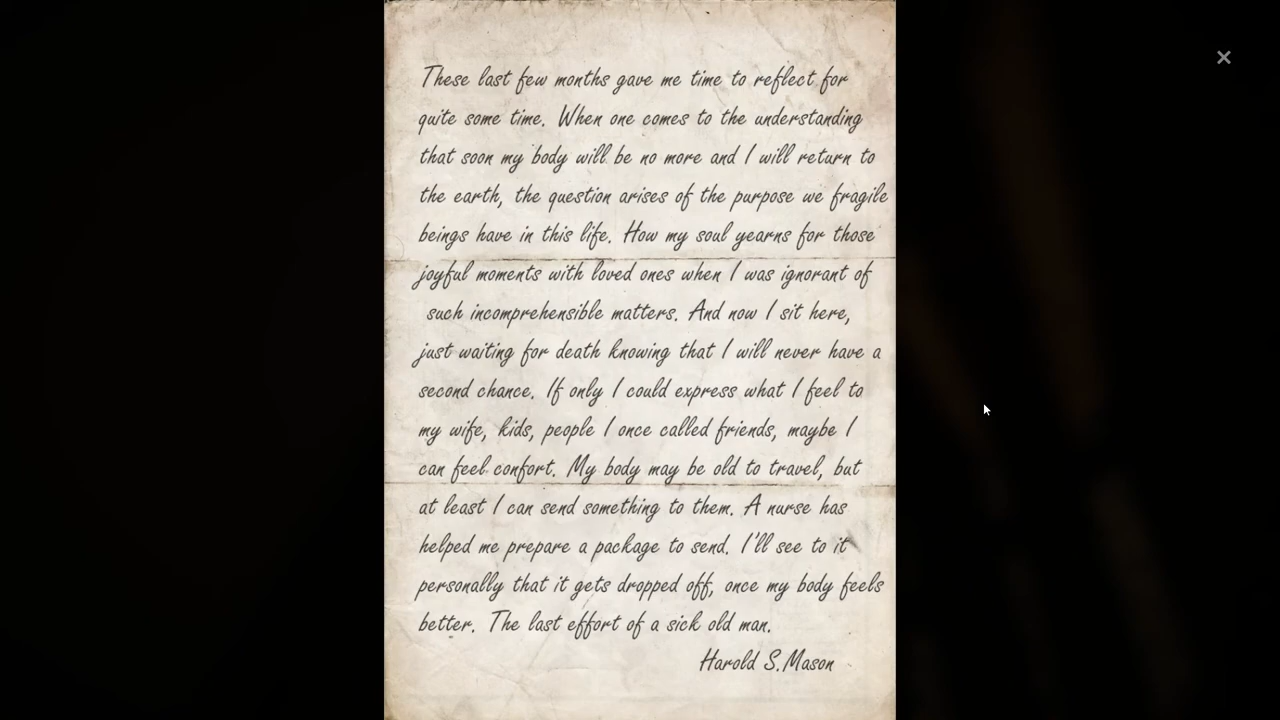 These last few months gave me time to reflect for
quite some time. When one comes to the understanding
that soon my body will be no more and I will return to
the earth, the question arises of the purpose we fragile
beings have in this life. How my soul yearns for those
joyful moments with loved ones when I was ignorant of
such incomprehensible matters. And now I sit here,
just waiting for death knowing that I will never have a
second chance. If only I could express what I feel to
my wife, kids, people I once called friends, maybe I
can feel confort. My body may be old to travel, but
at least I can send something to them. A nurse has
helped me prepare a package to send. I'll see to it
personally that it gets dropped off, once my body feels
better. The last effort of a sick old man.
Harold S.Mason